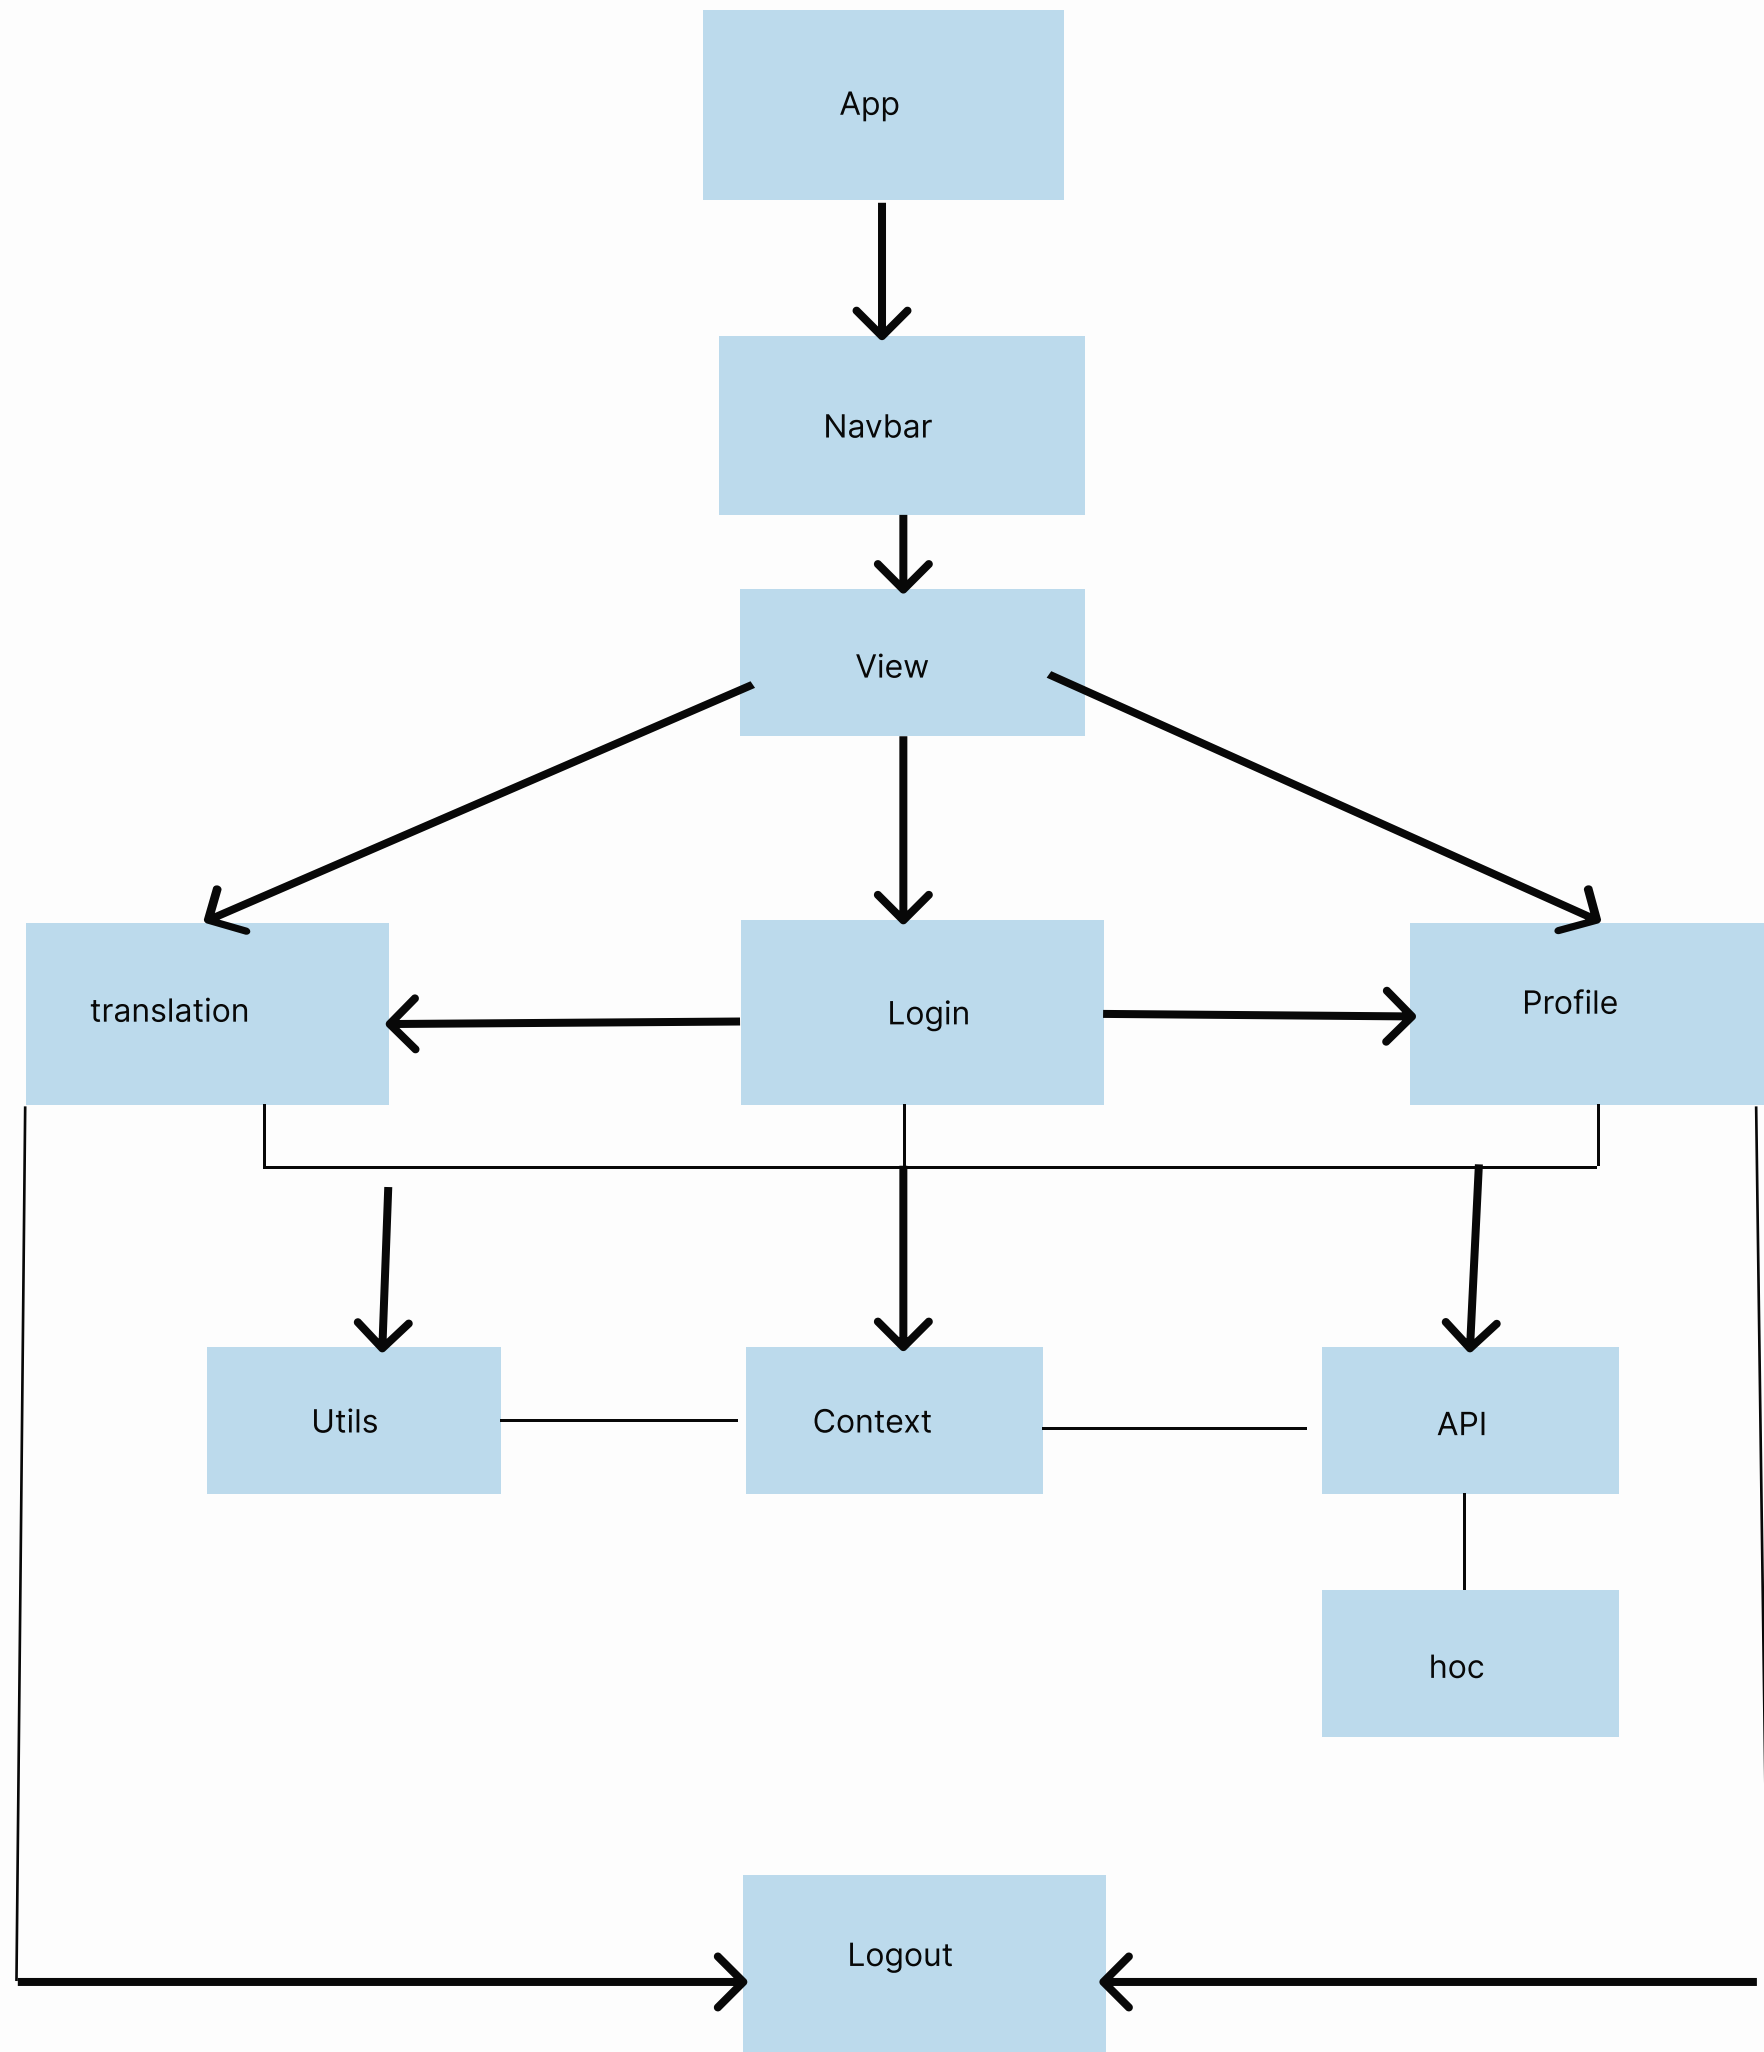 App
Navbar
View
translation
Login
Profile
Utils
Context
API
hoc
Logout